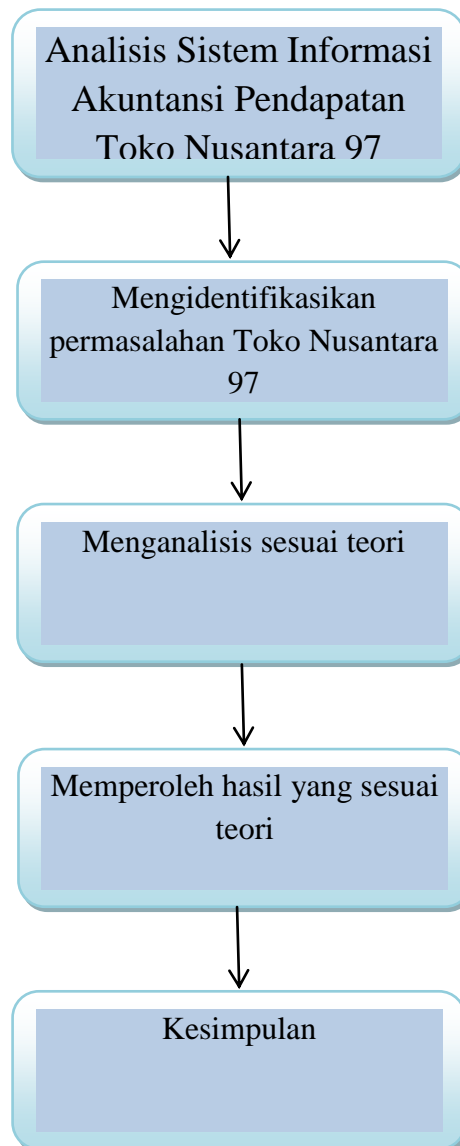 Analisis Sistem Informasi
Akuntansi Pendapatan
Toko Nusantara 97
Mengidentifikasikan
permasalahan Toko Nusantara
97
Menganalisis sesuai teori
Memperoleh hasil yang sesuai
teori
Kesimpulan